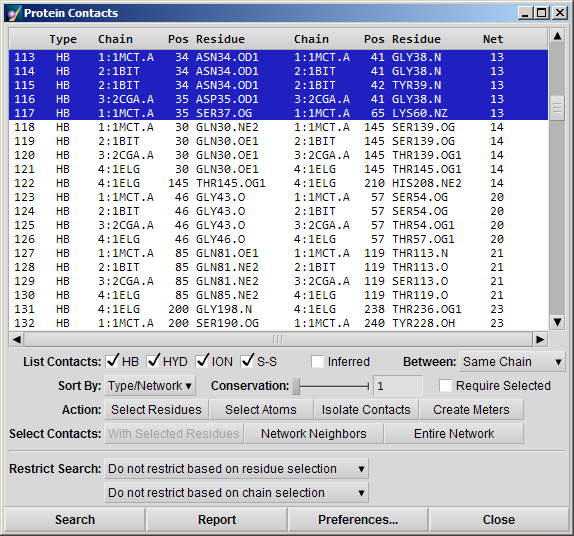 Protein Contacts
Type Chain Pos Residue Chain Pos Residue Net
113 HB 1:1MCT.A 34 ASN34.OD1 1:1MCT.A 41 GLY38.N 13
114 HB 2:1BIT 34 ASN34.OD1 2:1BIT 41 GLY38.N 13
115 HB 2:1BIT 34 ASN34.OD1 2:1BIT 42 TYR39.N 13
116 HB 3:2CGA.A 35 ASP35.OD1 3:2CGA.A 41 GLY38.N 13
117 HB 1:1MCT.A 35 SER37.OG 1:1MCT.A 65 LYS60.NZ 13
118 HB 1:1MCT.A 30 GLN30.NE2 1:1MCT.A 145 SER139.OG 14
119 HB 2:1BIT 30 GLN30.OE1 2:1BIT 145 SER139.OG 14
120 HB 3:2CGA.A 30 GLN30.OE1 3:2CGA.A 145 THR139.OG1 14
121 HB 4:1ELG 30 GLN30.OE1 4:1ELG 145 THR145.OG1 14
122 HB 4:1ELG 145 THR145.OG1 4:1ELG 210 HIS208.NE2 14
123 HB 1:1MCT.A 46 GLY43.O 1:1MCT.A 57 SER54.OG 20
124 HB 2:1BIT 46 GLY43.O 2:1BIT 57 SER54.OG 20
125 HB 3:2CGA.A 46 GLY43.O 3:2CGA.A 57 THR54.OG1 20
126 HB 4:1ELG 46 GLY46.O 4:1ELG 57 THR57.OG1 20
127 HB 1:1MCT.A 85 GLN81.OE1 1:1MCT.A 119 THR113.N 21
128 HB 2:1BIT 85 GLN81.NE2 2:1BIT 119 THR113.O 21
129 HB 3:2CGA.A 85 GLN81.NE2 3:2CGA.A 119 THR113.O 21
130 HB 4:1ELG 85 GLN85.NE2 4:1ELG 119 THR119.O 21
131 HB 4:1ELG 200 GLY198.N 4:1ELG 238 THR236.OG1 23
132 HB 1:1MCT.A 200 SER190.OG 1:1MCT.A 240 TYR228.OH 23
List Contacts: HB HYD ION S-S Inferred Between: Same Chain
Sort By: Type/Network Conservation: 1 Require Selected
Action: Select Residues Select Atoms Isolate Contacts Create Meters
Select Contacts: With Selected Residues Network Neighbors Entire Network
Restrict Search: Do not restrict based on residue selection
Do not restrict based on chain selection
Search Report Preferences... Close